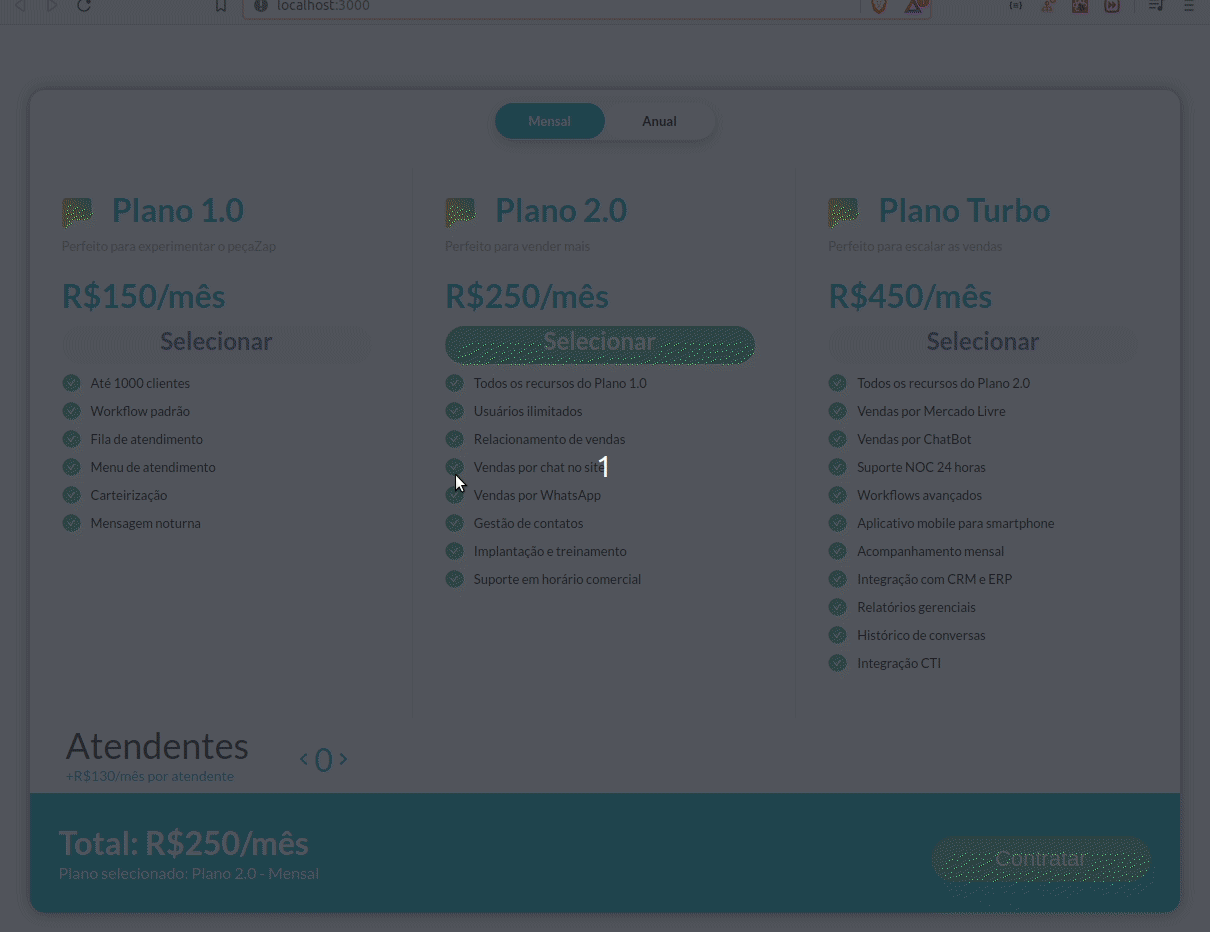 localhost:3000
Mensal
Anual
Plano 1.0
Perfeito para experimentar o peçaZap
R$150/mês
Selecionar
Até 1000 clientes
Workflow padrão
Fila de atendimento
Menu de atendimento
Carteirização
Mensagem noturna
Plano 2.0
Perfeito para vender mais
R$250/mês
Selecionar
Todos os recursos do Plano 1.0
Usuários ilimitados
Relacionamento de vendas
Vendas por chat no site
1
Vendas por WhatsApp
Gestão de contatos
Implantação e treinamento
Suporte em horário comercial
Plano Turbo
Perfeito para escalar as vendas
R$450/mês
Selecionar
Todos os recursos do Plano 2.0
Vendas por Mercado Livre
Vendas por ChatBot
Suporte NOC 24 horas
Workflows avançados
Aplicativo mobile para smartphone
Acompanhamento mensal
Integração com CRM e ERP
Relatórios gerenciais
Histórico de conversas
Integração CTI
Atendentes
+R$130/mês por atendente
< 0 >
Total: R$250/mês
Plano selecionado: Plano 2.0 - Mensal
Contratar